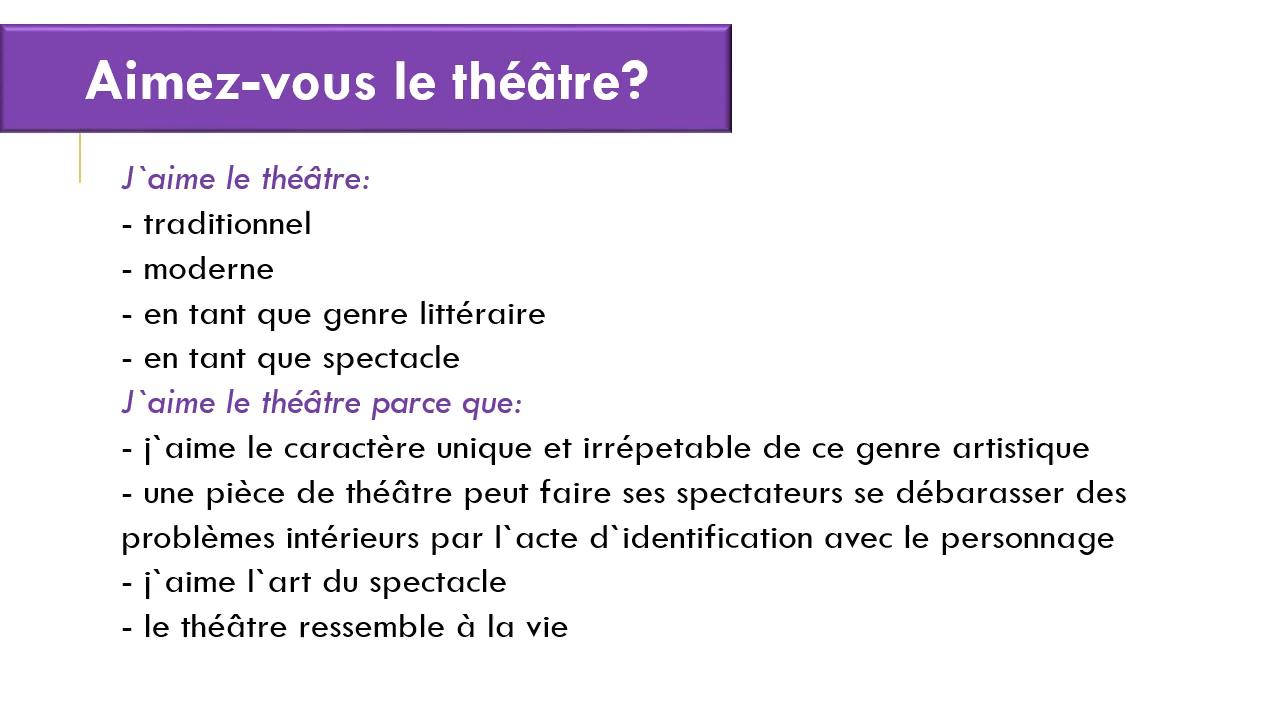 Aimez-vous le théâtre?
J`aime le théâtre:
- traditionnel
- moderne
- en tant que genre littéraire
- en tant que spectacle
J`aime le théâtre parce que:
- j`aime le caractère unique et irrépetable de ce genre artistique
- une pièce de théâtre peut faire ses spectateurs se débarasser des
problèmes intérieurs par l`acte d`identification avec le personnage
- j`aime l`art du spectacle
- le théâtre ressemble à la vie